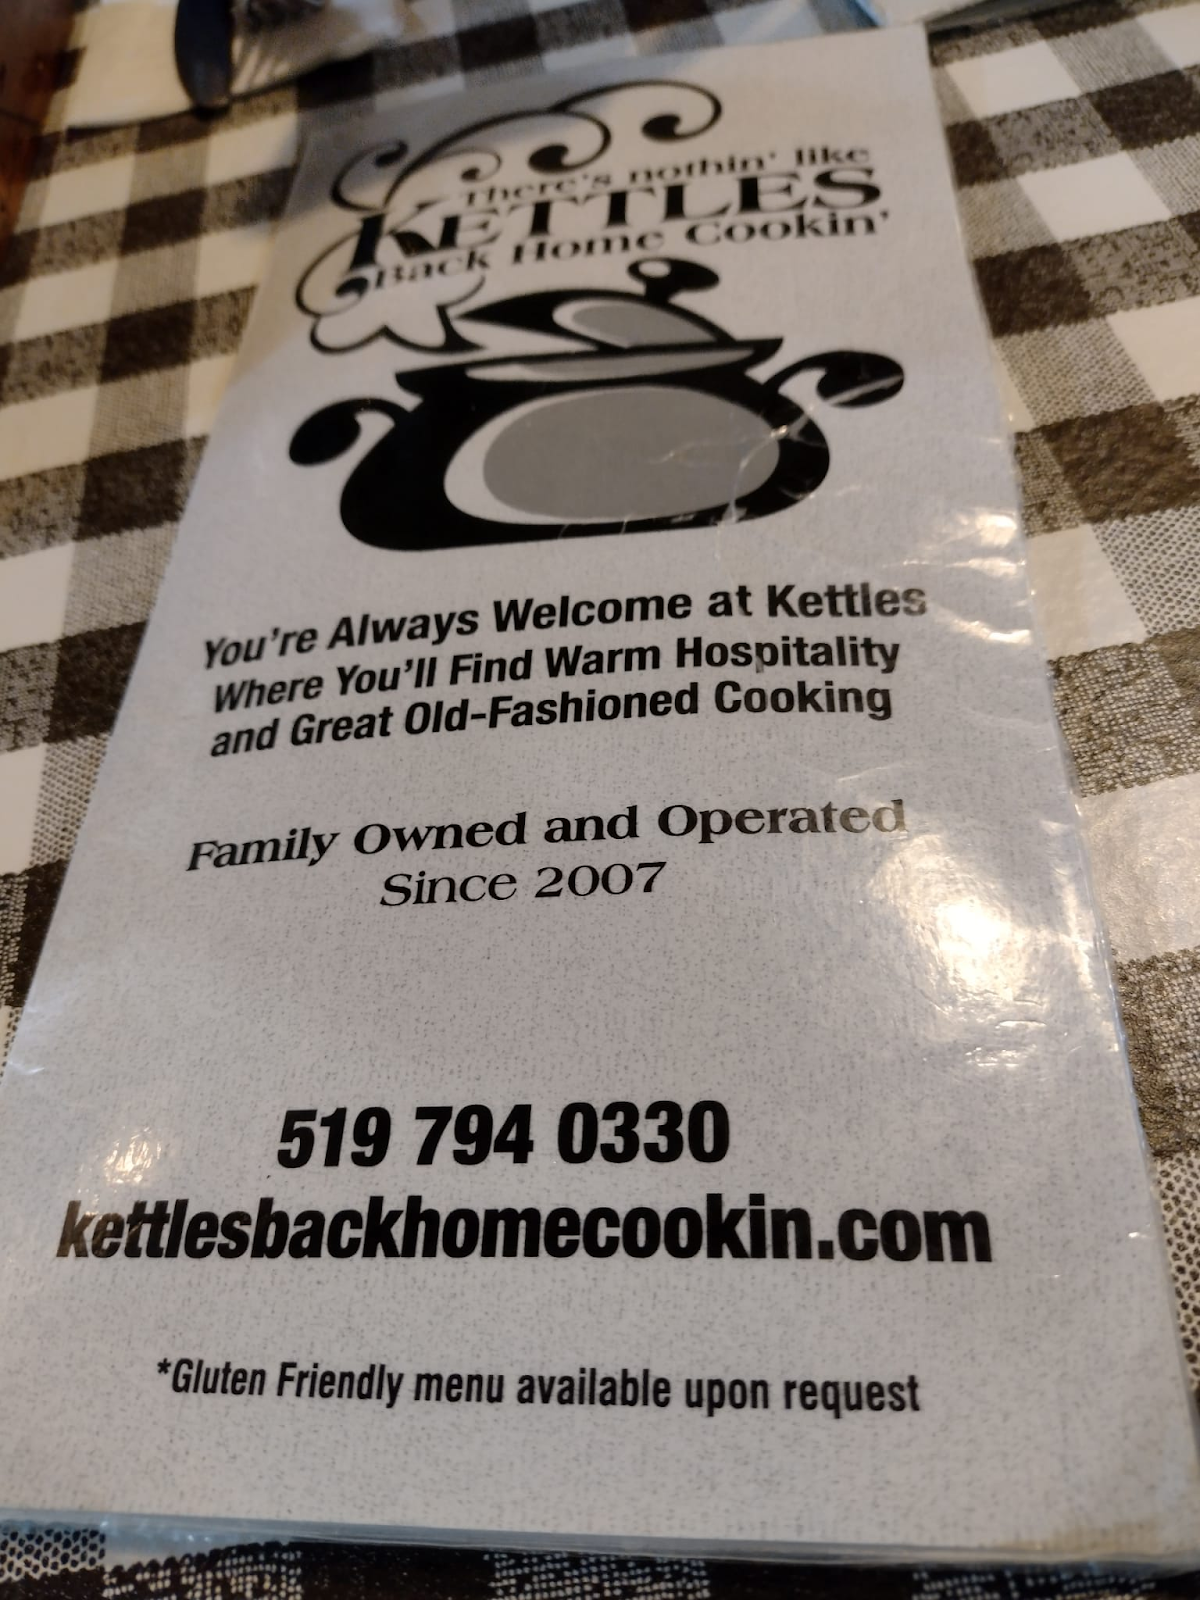 There's nothin' like
KETTLES
Back Home Cookin'
You're Always Welcome at Kettles
Where You'll Find Warm Hospitality
and Great Old-Fashioned Cooking
Family Owned and Operated
Since 2007
519 794 0330
kettlesbackhomecookin.com
*Gluten Friendly menu available upon request